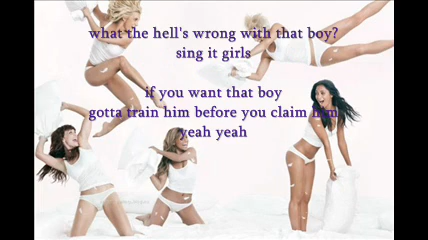 what the hell's wrong with that boy?
sing it girls
if you want that boy
gotta train him before you claim him
yeah yeah